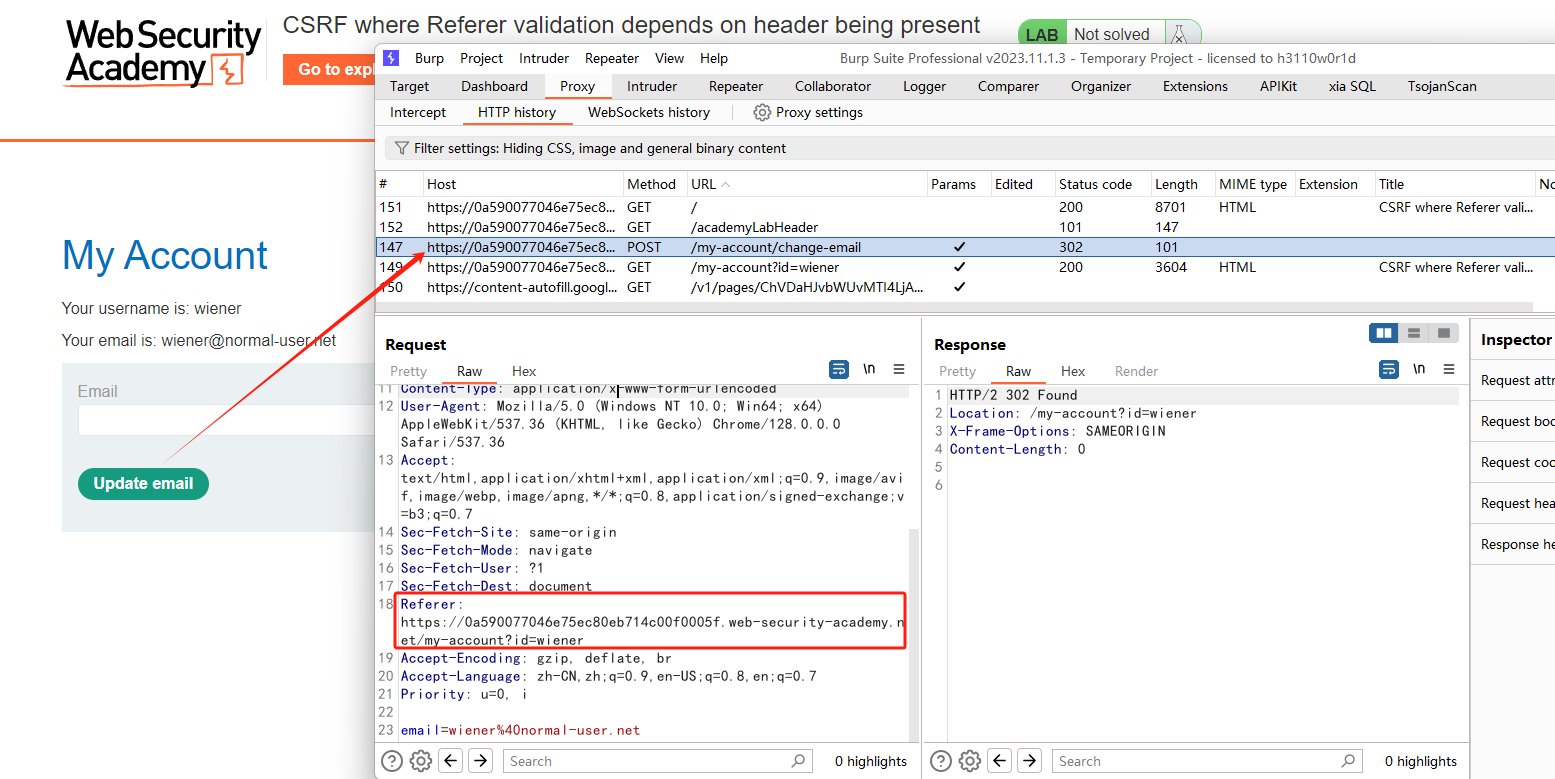 Web Security
Academy
CSRF where Referer validation depends on header being present
LAB Not solved
Go to expl
My Account
Your username is: wiener
Your email is: wiener@normal-user.net
Email
Update email
Burp Project Intruder Repeater View Help Burp Suite Professional v2023.11.1.3 - Temporary Project - licensed to h3110w0r1d
Target Dashboard Proxy Intruder Repeater Collaborator Logger Comparer Organizer Extensions APIKit xia SQL TsojanScan
Intercept HTTP history WebSockets history Proxy settings
Filter settings: Hiding CSS, image and general binary content
# Host Method URL Params Edited Status code Length MIME type Extension Title No
151 https://0a590077046e75ec8... GET / 200 8701 HTML CSRF where Referer vali...
152 https://0a590077046e75ec8... GET /academyLabHeader 101 147
147 https://0a590077046e75ec8... POST /my-account/change-email ✓ 302 101
149 https://0a590077046e75ec8... GET /my-account?id=wiener ✓ 200 3604 HTML CSRF where Referer vali...
150 https://content-autofill.googl... GET /v1/pages/ChVDaHJvbWUvMTI4LjA... ✓
Request
Pretty Raw Hex \n
11 Content-Type: application/x-www-form-urlencoded
12 User-Agent: Mozilla/5.0 (Windows NT 10.0; Win64; x64)
AppleWebKit/537.36 (KHTML, like Gecko) Chrome/128.0.0.0
Safari/537.36
13 Accept:
text/html,application/xhtml+xml,application/xml;q=0.9,image/avi
f,image/webp,image/apng,*/*;q=0.8,application/signed-exchange;v
=b3;q=0.7
14 Sec-Fetch-Site: same-origin
15 Sec-Fetch-Mode: navigate
16 Sec-Fetch-User: ?1
17 Sec-Fetch-Dest: document
18 Referer:
https://0a590077046e75ec80eb714c00f0005f.web-security-academy.n
et/my-account?id=wiener
19 Accept-Encoding: gzip, deflate, br
20 Accept-Language: zh-CN,zh;q=0.9,en-US;q=0.8,en;q=0.7
21 Priority: u=0, i
22
23 email=wiener%40normal-user.net
Search 0 highlights
Response
Pretty Raw Hex Render \n
1 HTTP/2 302 Found
2 Location: /my-account?id=wiener
3 X-Frame-Options: SAMEORIGIN
4 Content-Length: 0
5
6
Search 0 highlights
Inspector
Request attr
Request boo
Request coo
Request hea
Response he